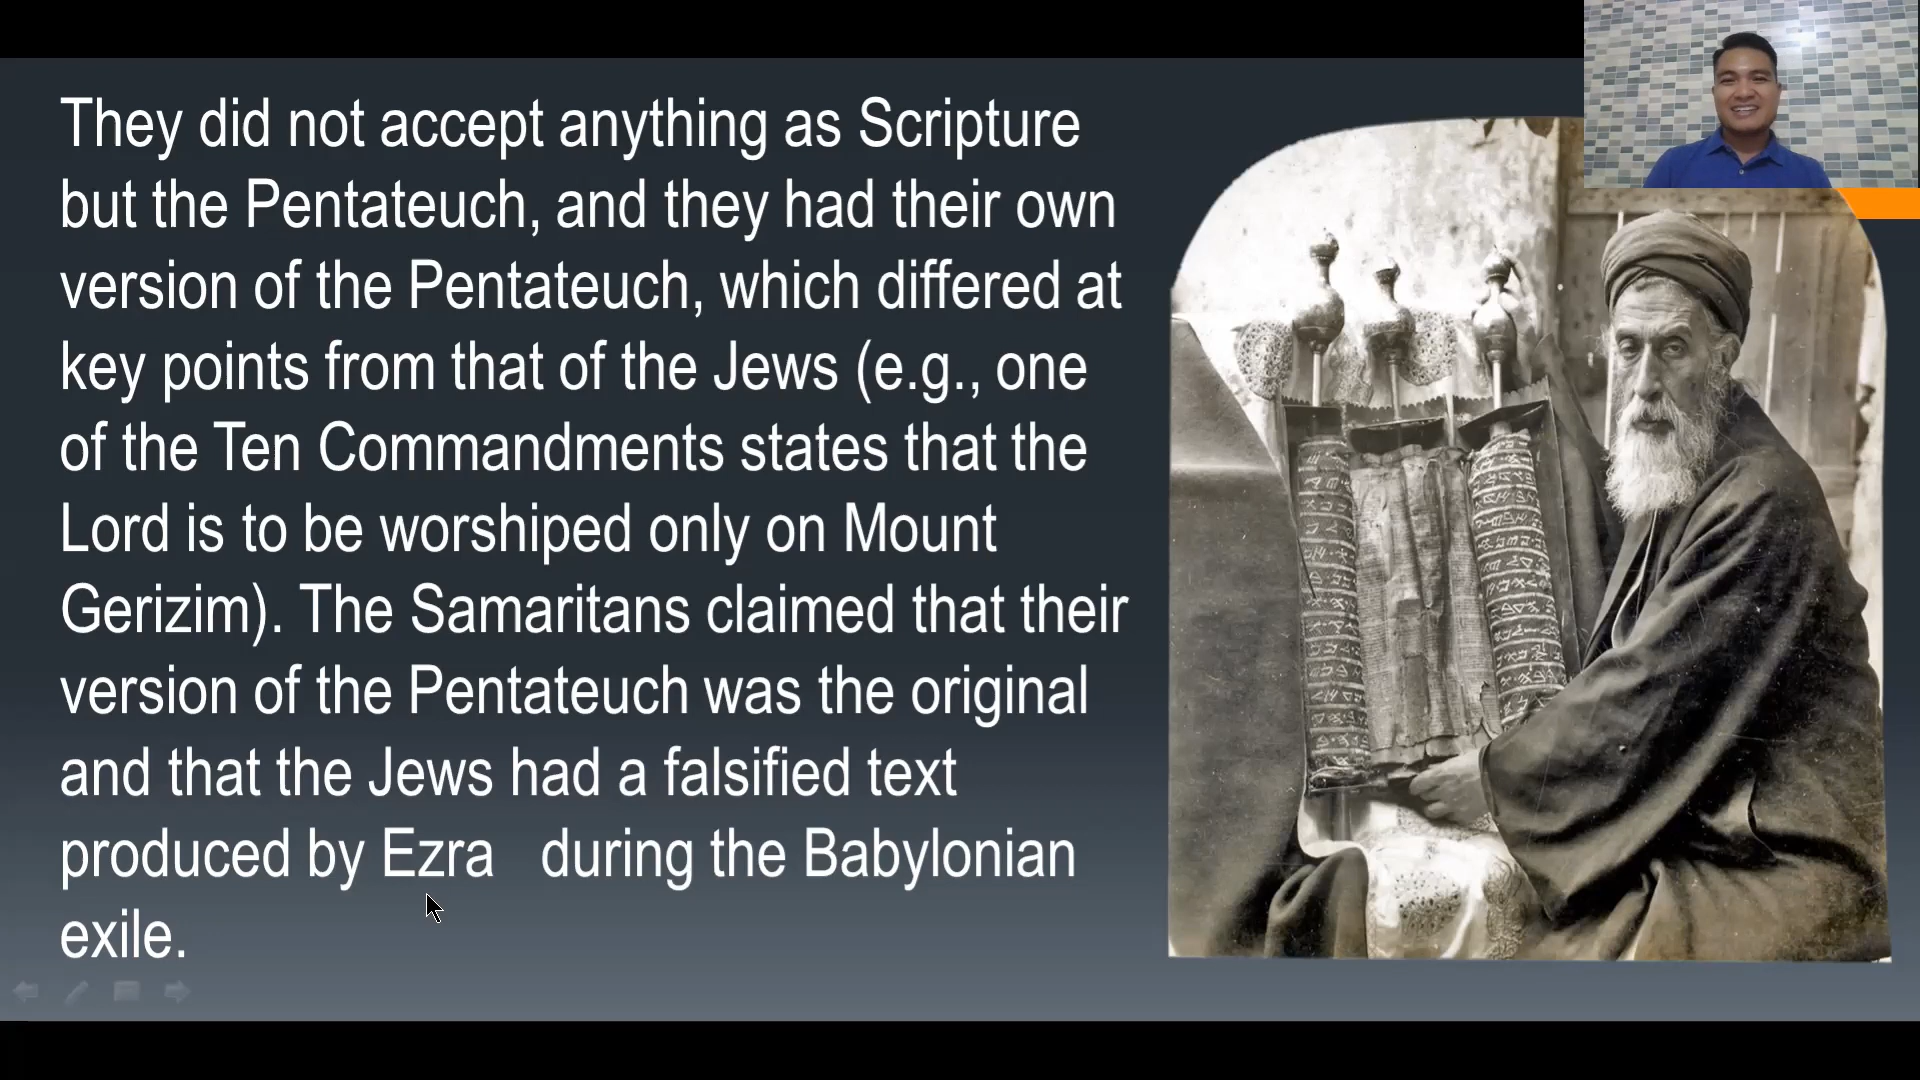 They did not accept anything as Scripture
but the Pentateuch, and they had their own
version of the Pentateuch, which differed at
key points from that of the Jews (e.g., one
of the Ten Commandments states that the
Lord is to be worshiped only on Mount
Gerizim). The Samaritans claimed that their
version of the Pentateuch was the original
and that the Jews had a falsified text
produced by Ezra   during the Babylonian
exile.